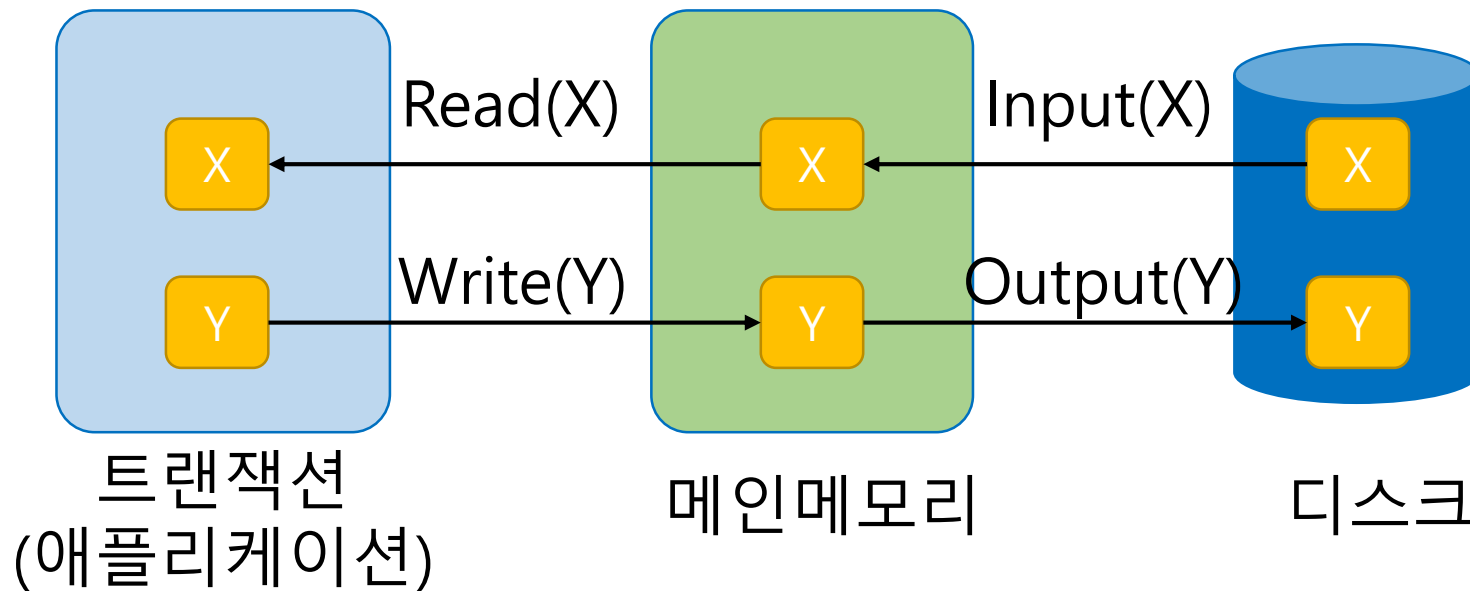 Read(X)
Input(X)
X
X
X
Write(Y)
Output(Y)
Y
Y
Y
트랜잭션
(애플리케이션)
메인메모리
디스크